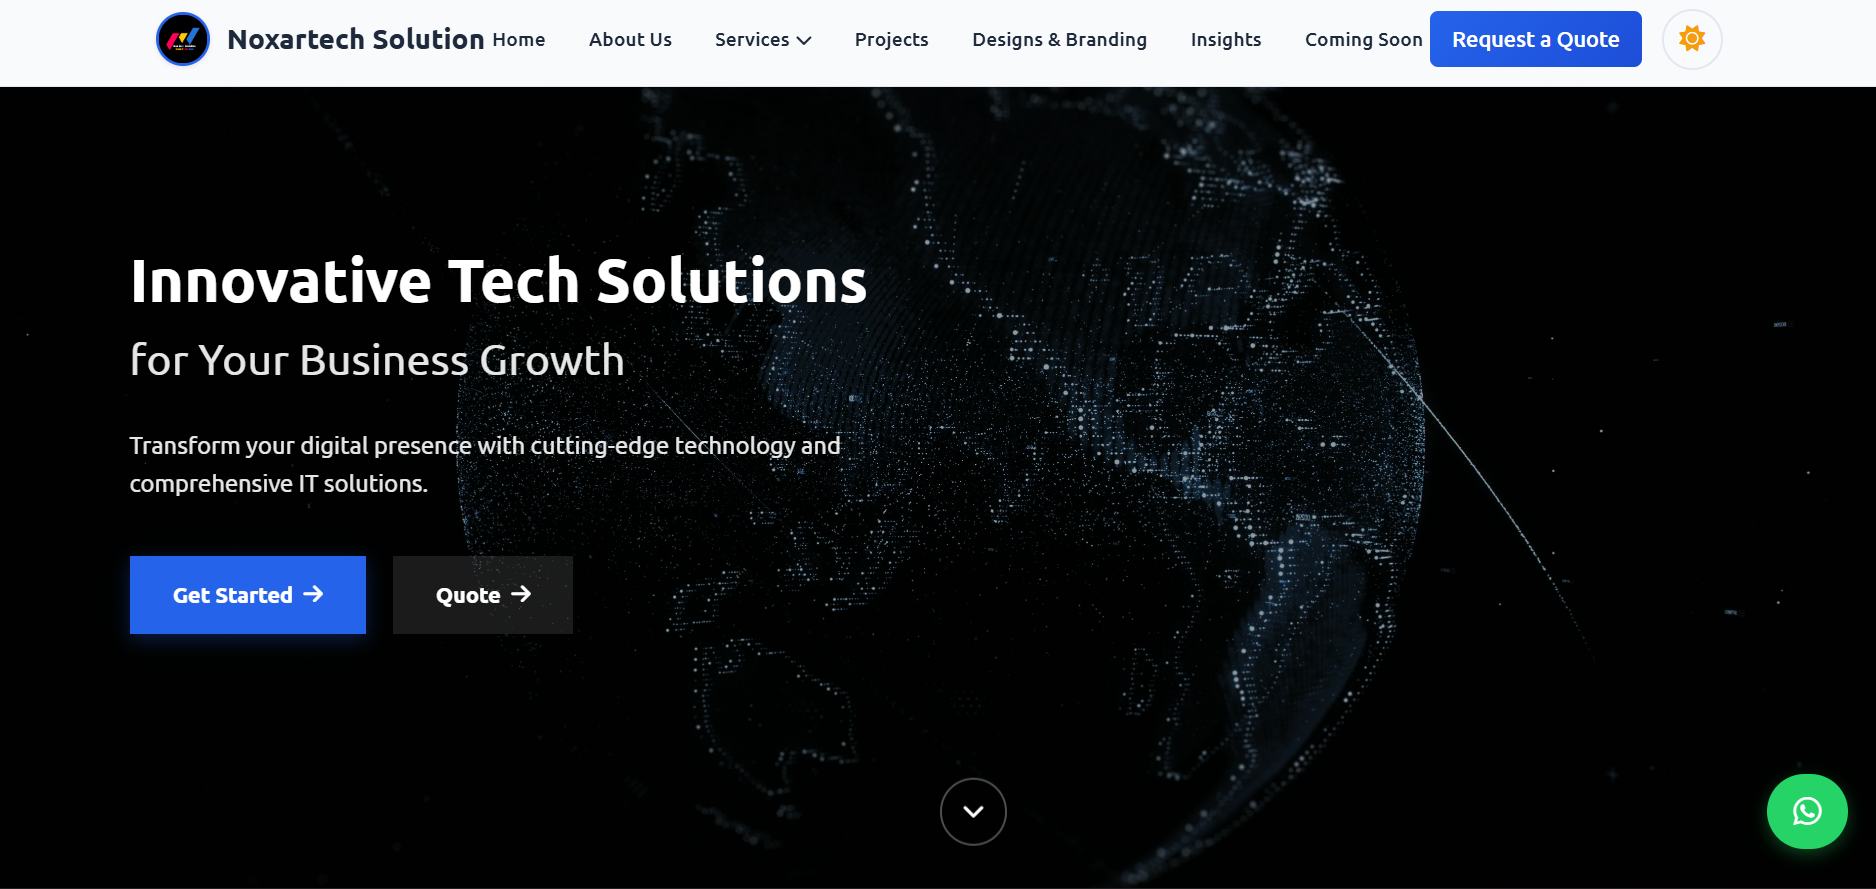 Noxartech Solution
Home
About Us
Services
Projects
Designs & Branding
Insights
Coming Soon
Request a Quote
Innovative Tech Solutions
for Your Business Growth
Transform your digital presence with cutting-edge technology and
comprehensive IT solutions.
Get Started
Quote